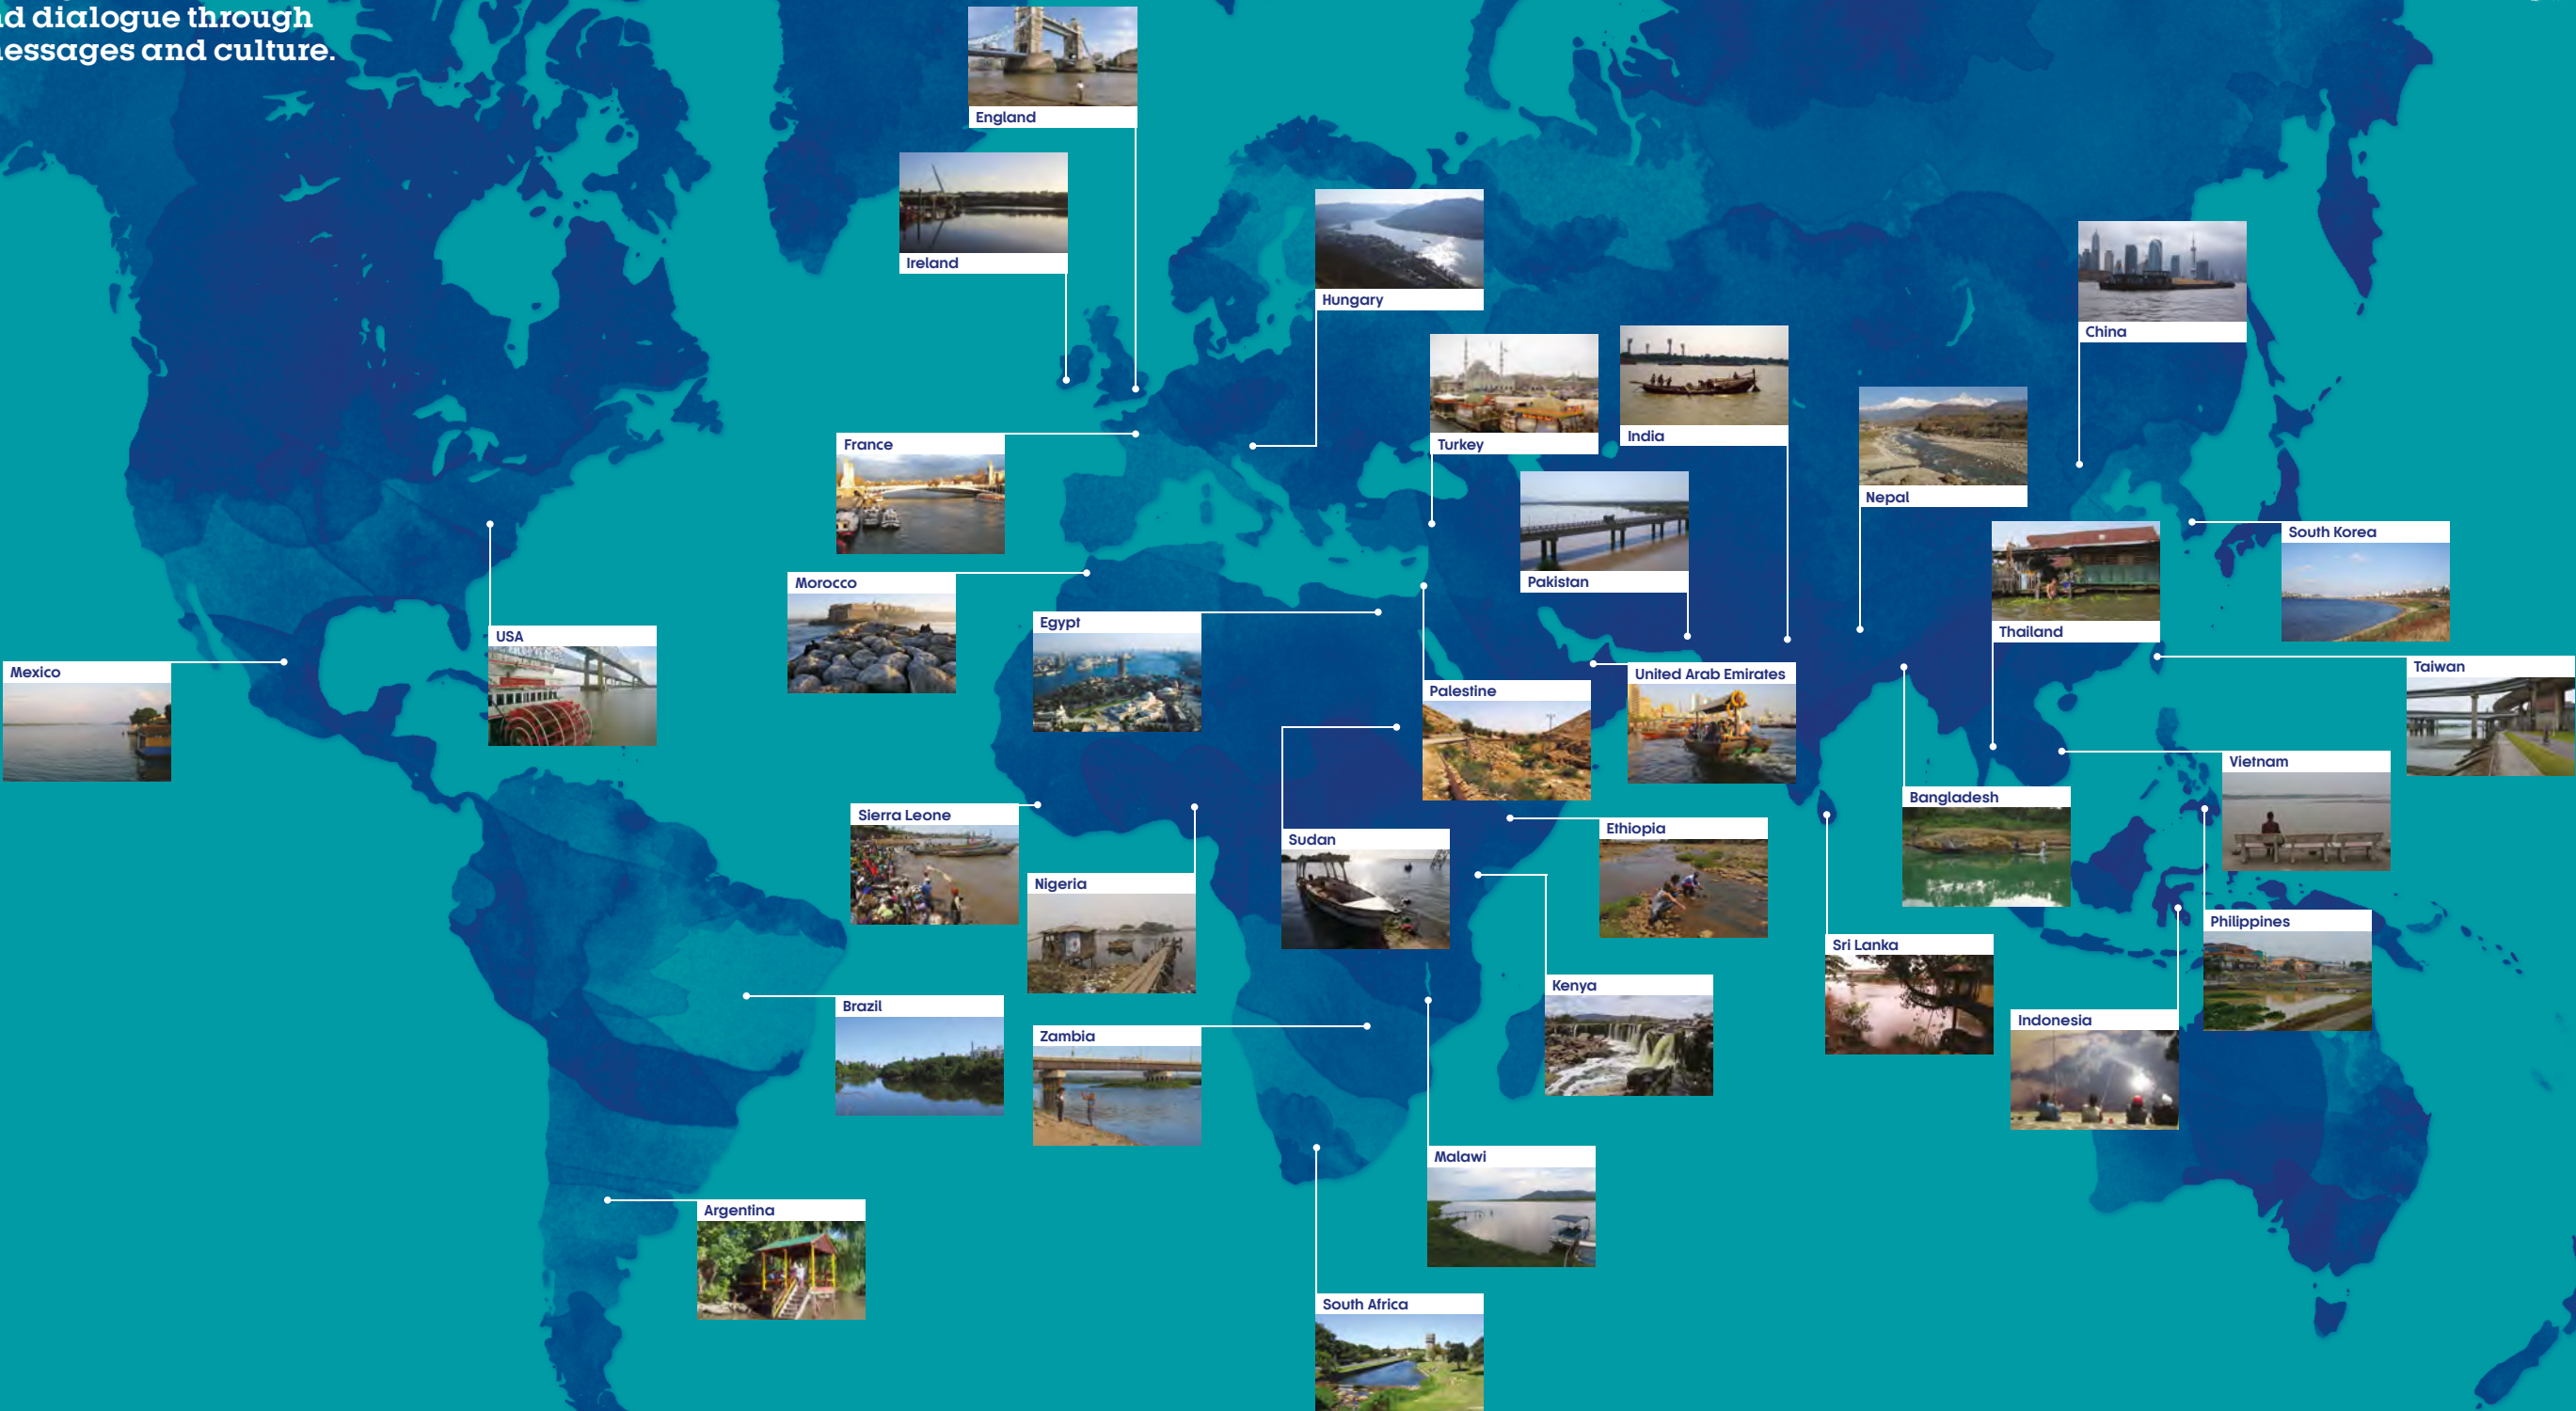 dialogue through
and culture.
England
Ireland
Hungary
China
Turkey
India
France
Nepal
South Korea
Morocco
Pakistan
Egypt
Thailand
USA
Mexico
United Arab Emirates
Taiwan
Palestine
Vietnam
Bangladesh
Sierra Leone
Ethiopia
Sudan
Nigeria
Philippines
Sri Lanka
Kenya
Brazil
Indonesia
Zambia
Malawi
Argentina
South Africa